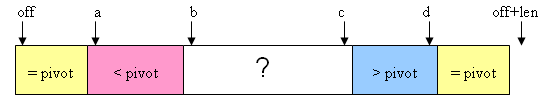 off a b c d off+len
= pivot < pivot ? > pivot = pivot